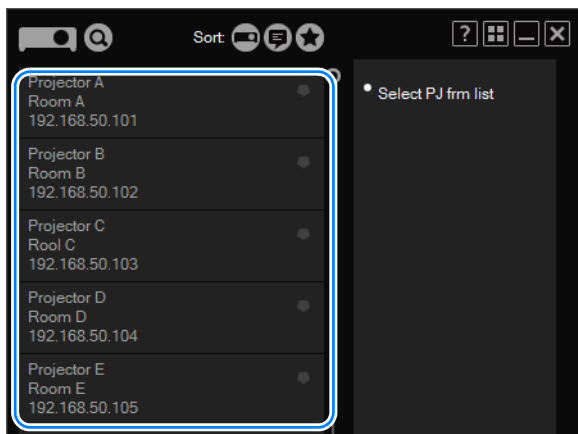 Sort:
?
Projector A
Room A
192.168.50.101
Projector B
Room B
192.168.50.102
Projector C
Rool C
192.168.50.103
Projector D
Room D
192.168.50.104
Projector E
Room E
192.168.50.105
Select PJ frm list